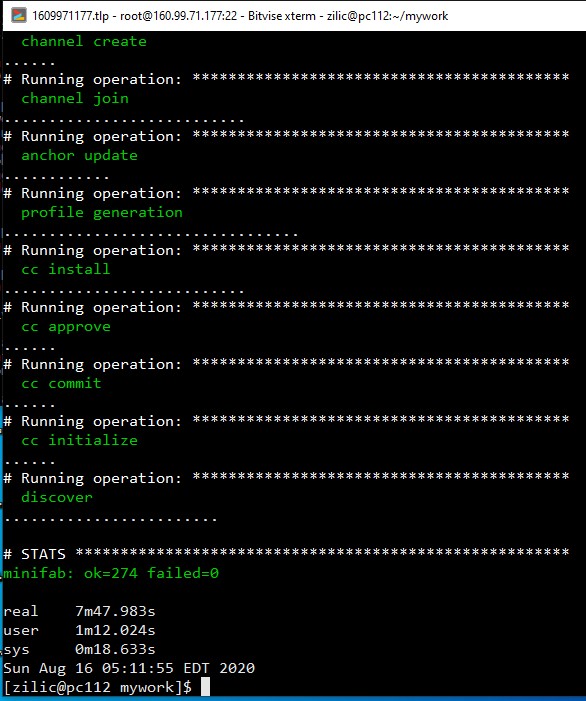 1609971177.tlp - root@160.99.71.177:22 - Bitvise xterm - zilic@pc112:~/mywork
channel create
......
# Running operation: ******************************************
channel join
...........................
# Running operation: ******************************************
anchor update
............
# Running operation: ******************************************
profile generation
.................................
# Running operation: ******************************************
cc install
...........................
# Running operation: ******************************************
cc approve
......
# Running operation: ******************************************
cc commit
......
# Running operation: ******************************************
cc initialize
......
# Running operation: ******************************************
discover
........................
# STATS *******************************************************
minifab: ok=274 failed=0
real 7m47.983s
user 1m12.024s
sys 0m18.633s
Sun Aug 16 05:11:55 EDT 2020
[zilic@pc112 mywork]$